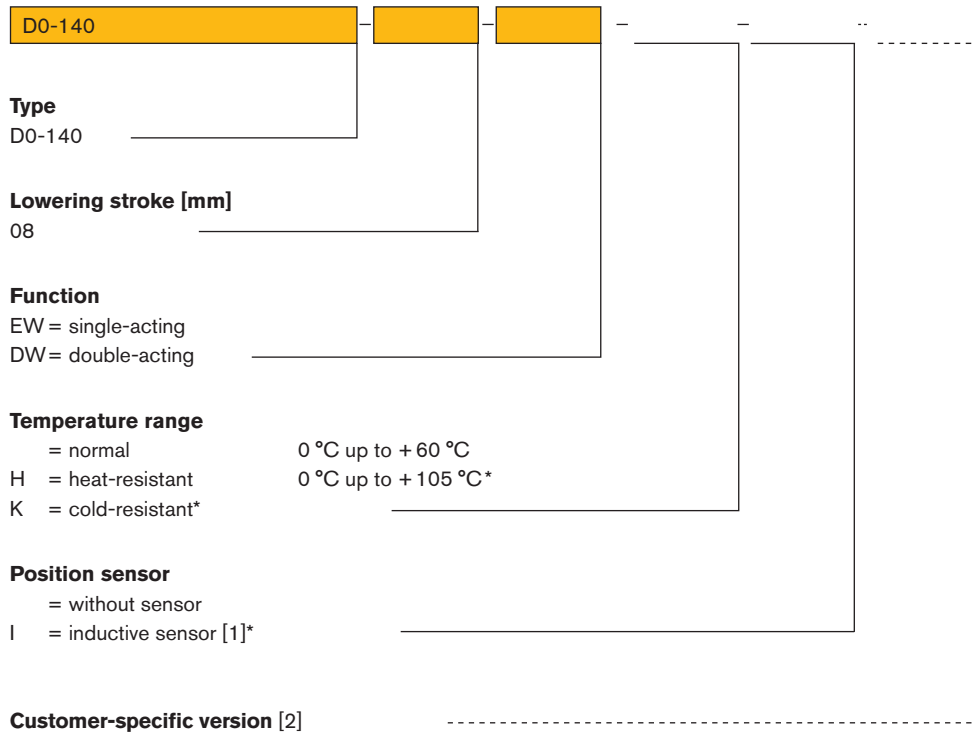 D0-140 – – – – --
Type
D0-140
Lowering stroke [mm]
08
Function
EW = single-acting
DW = double-acting
Temperature range
= normal 0 °C up to +60 °C
H = heat-resistant 0 °C up to +105 °C*
K = cold-resistant*
Position sensor
= without sensor
I = inductive sensor [1]*
Customer-specific version [2]